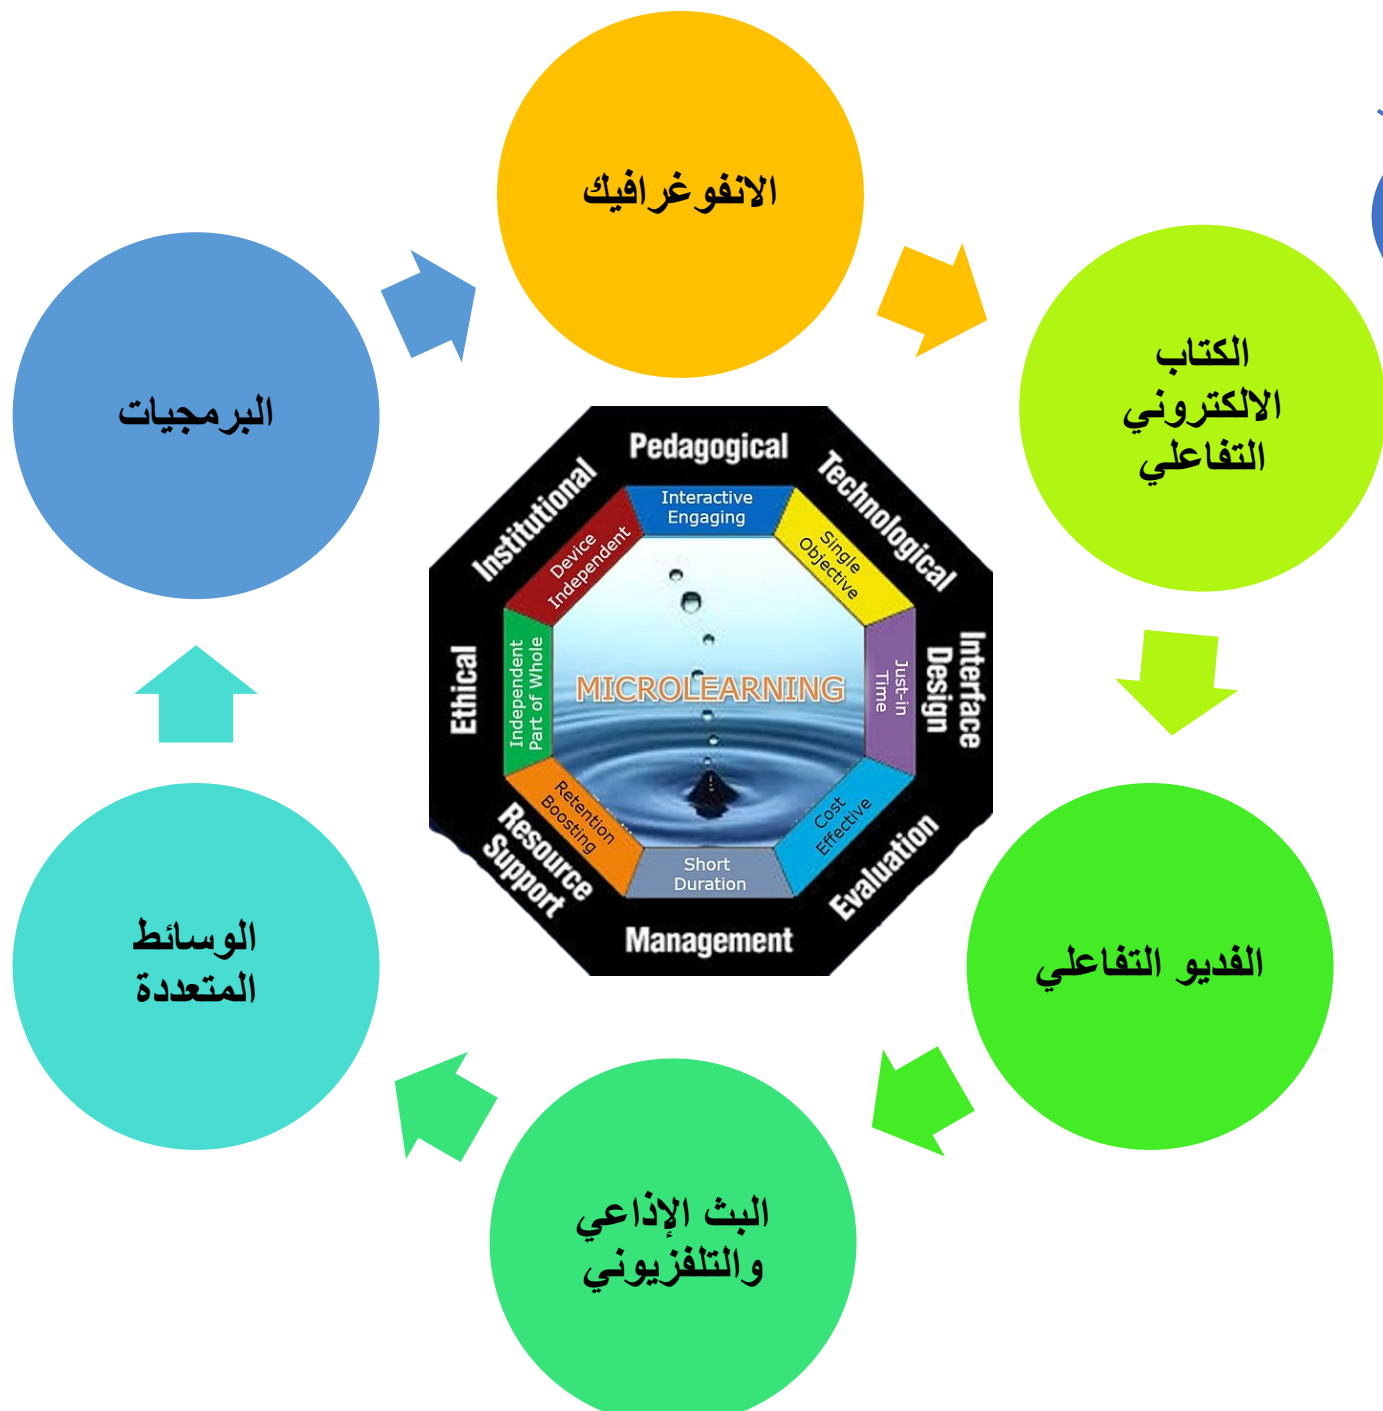 الانفوغرافيك
الكتاب
الالكتروني
التفاعلي
الفديو التفاعلي
البث الإذاعي
والتلفزيوني
الوسائط
المتعددة
البرمجيات
Pedagogical
Technological
Interface
Design
Evaluation
Management
Resource
Support
Ethical
Institutional
Interactive
Engaging
Single
Objective
Just-in
Time
Cost
Effective
Short
Duration
Retention
Boosting
Independent
Part of Whole
Device
Independent
MICROLEARNING